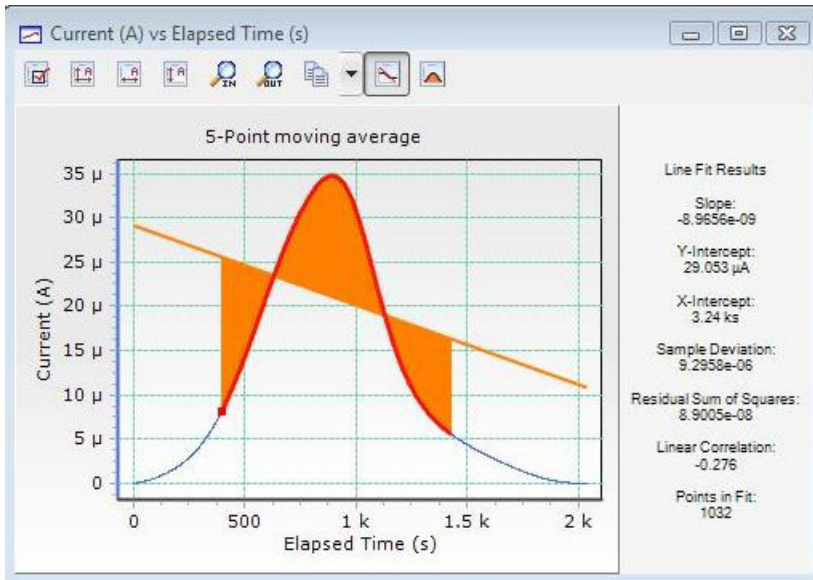 Current (A) vs Elapsed Time (s)
A
A
A
IN
OUT
5-Point moving average
35 µ
30 µ
25 µ
20 µ
15 µ
10 µ
5 µ
0
Current (A)
0
500
1 k
1.5 k
2 k
Elapsed Time (s)
Line Fit Results
Slope:
-8.9656e-09
Y-Intercept:
29.053 µA
X-Intercept:
3.24 ks
Sample Deviation:
9.2958e-06
Residual Sum of Squares:
8.9005e-08
Linear Correlation:
-0.276
Points in Fit:
1032